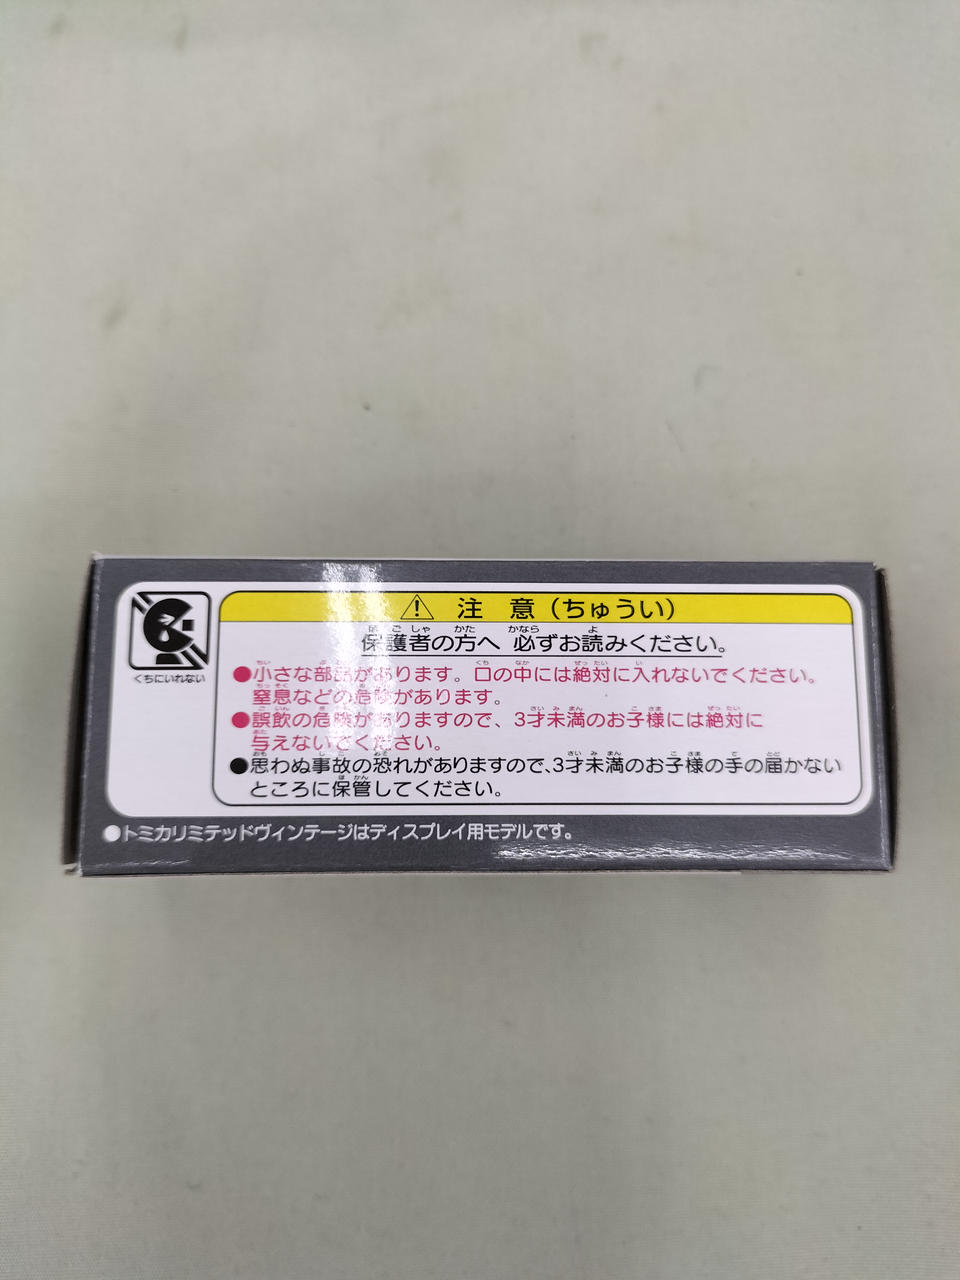 ⚠ 注 意 (ちゅうい)
保護者の方へ 必ずお読みください。
くちにいれない
●小さな部品があります。口の中には絶対に入れないでください。
窒息などの危険があります。
●誤飲の危険がありますので、3才未満のお子様には絶対に
与えないでください。
●思わぬ事故の恐れがありますので、3才未満のお子様の手の届かない
ところに保管してください。
●トミカリミテッドヴィンテージはディスプレイ用モデルです。